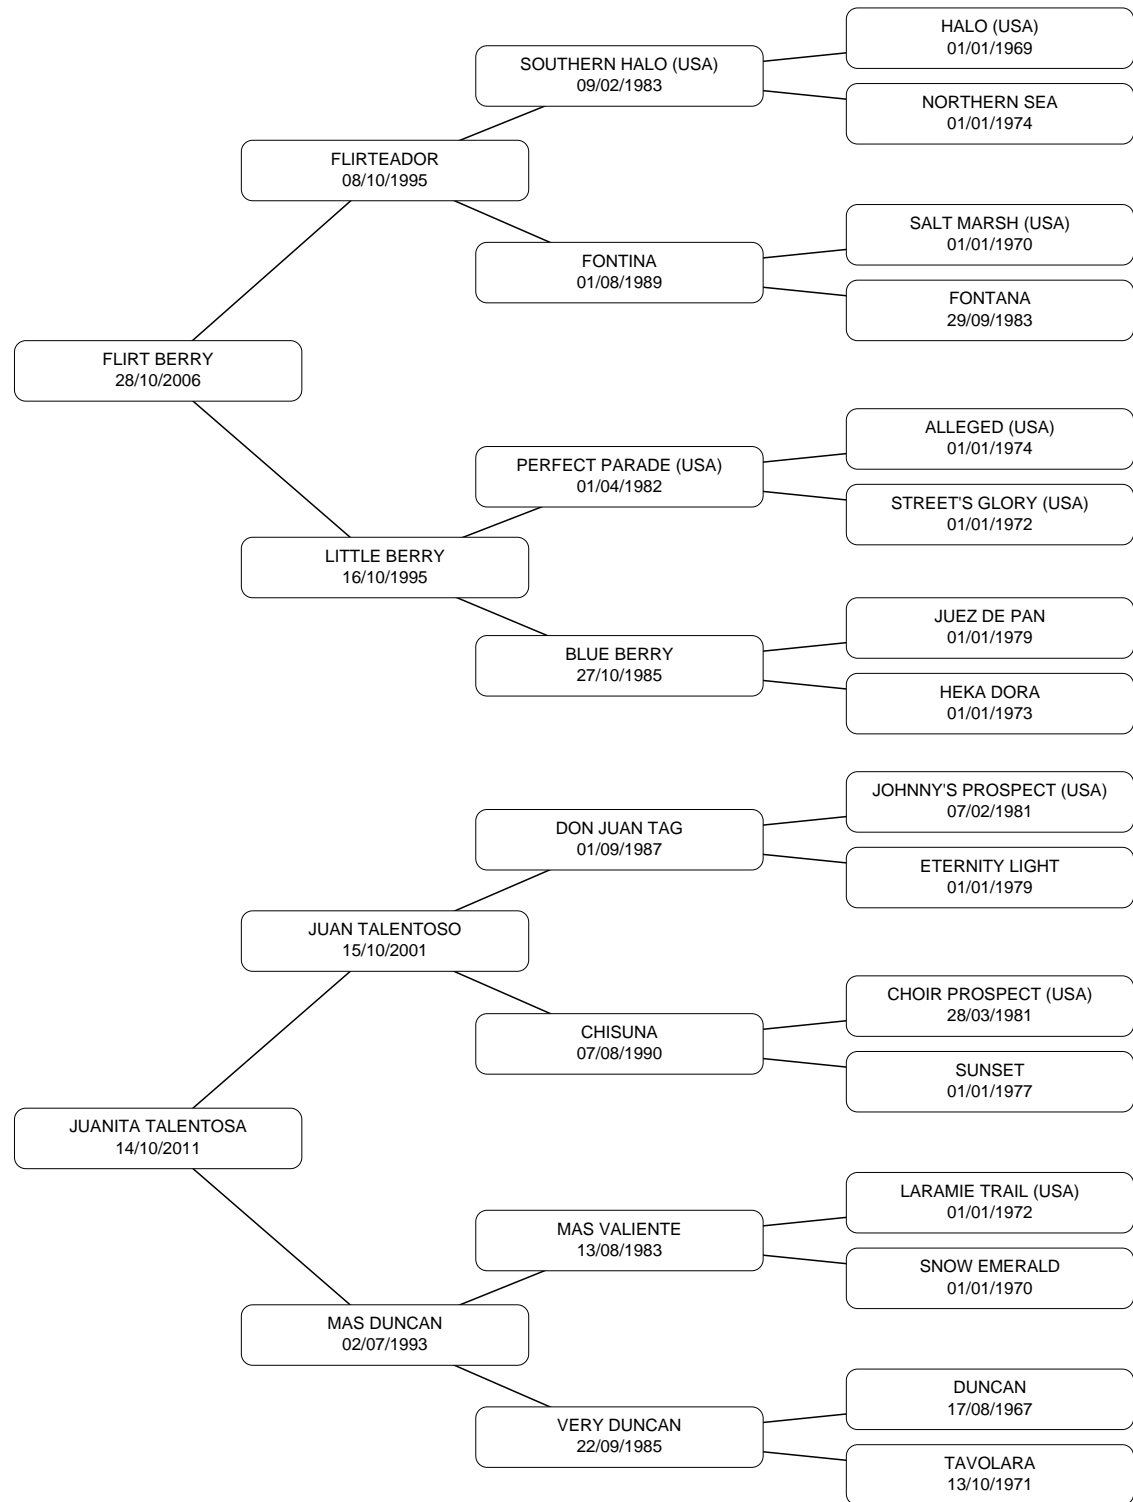 HALO (USA)
01/01/1969
SOUTHERN HALO (USA)
09/02/1983
NORTHERN SEA
01/01/1974
FLIRTEADOR
08/10/1995
SALT MARSH (USA)
01/01/1970
FONTINA
01/08/1989
FONTANA
29/09/1983
FLIRT BERRY
28/10/2006
ALLEGED (USA)
01/01/1974
PERFECT PARADE (USA)
01/04/1982
STREET'S GLORY (USA)
01/01/1972
LITTLE BERRY
16/10/1995
JUEZ DE PAN
01/01/1979
BLUE BERRY
27/10/1985
HEKA DORA
01/01/1973
JOHNNY'S PROSPECT (USA)
07/02/1981
DON JUAN TAG
01/09/1987
ETERNITY LIGHT
01/01/1979
JUAN TALENTOSO
15/10/2001
CHOIR PROSPECT (USA)
28/03/1981
CHISUNA
07/08/1990
SUNSET
01/01/1977
JUANITA TALENTOSA
14/10/2011
LARAMIE TRAIL (USA)
01/01/1972
MAS VALIENTE
13/08/1983
SNOW EMERALD
01/01/1970
MAS DUNCAN
02/07/1993
DUNCAN
17/08/1967
VERY DUNCAN
22/09/1985
TAVOLARA
13/10/1971